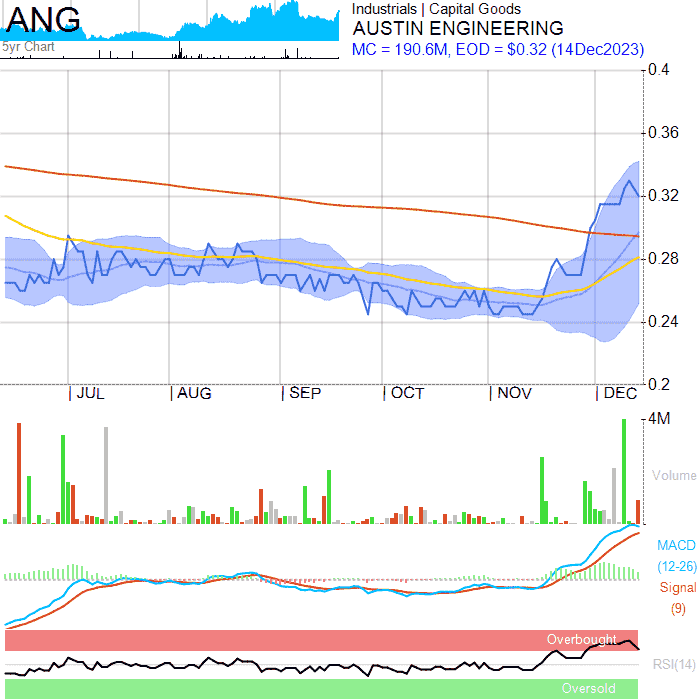 ANG
5yr Chart
Industrials | Capital Goods
AUSTIN ENGINEERING
MC = 190.6M, EOD = $0.32 (14Dec2023)
0.4
0.36
0.32
0.28
0.24
0.2
JUL AUG SEP OCT NOV DEC
4M
Volume
MACD
(12-26)
Signal
(9)
Overbought
RSI(14)
Oversold